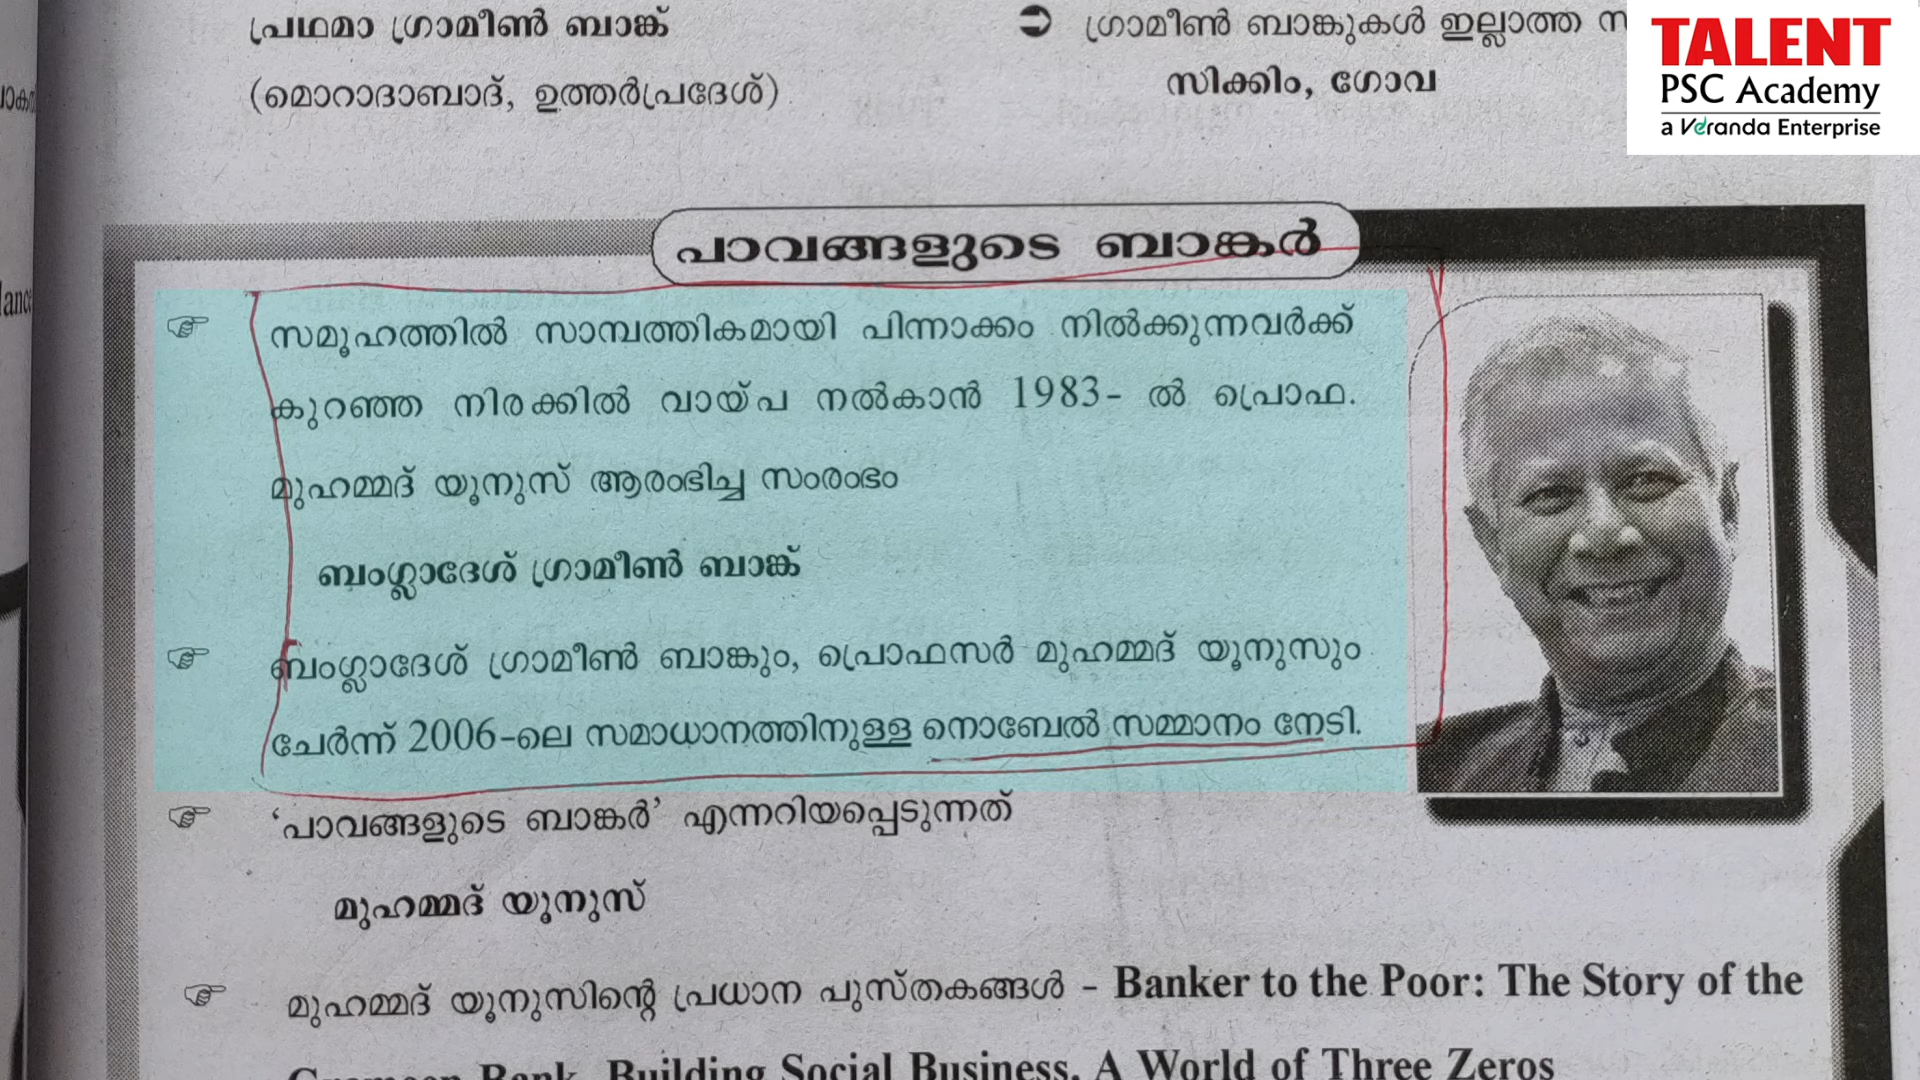 പ്രഥമാ ഗ്രാമീൺ ബാങ്ക്
(മൊറാദാബാദ്, ഉത്തർപ്രദേശ്)
➲ ഗ്രാമീൺ ബാങ്കുകൾ ഇല്ലാത്ത
സിക്കിം, ഗോവ
TALENT
PSC Academy
a Veranda Enterprise
പാവങ്ങളുടെ ബാങ്കർ
☞ സമൂഹത്തിൽ സാമ്പത്തികമായി പിന്നാക്കം നിൽക്കുന്നവർക്ക്
കുറഞ്ഞ നിരക്കിൽ വായ്പ നൽകാൻ 1983- ൽ പ്രൊഫ.
മുഹമ്മദ് യൂനുസ് ആരംഭിച്ച സംരംഭം
ബംഗ്ലാദേശ് ഗ്രാമീൺ ബാങ്ക്
☞ ബംഗ്ലാദേശ് ഗ്രാമീൺ ബാങ്കും, പ്രൊഫസർ മുഹമ്മദ് യൂനുസും
ചേർന്ന് 2006-ലെ സമാധാനത്തിനുള്ള നൊബേൽ സമ്മാനം നേടി.
☞ ‘പാവങ്ങളുടെ ബാങ്കർ’ എന്നറിയപ്പെടുന്നത്
മുഹമ്മദ് യൂനുസ്
☞ മുഹമ്മദ് യൂനുസിന്റെ പ്രധാന പുസ്തകങ്ങൾ - Banker to the Poor: The Story of the
Grameen Bank, Building Social Business, A World of Three Zeros